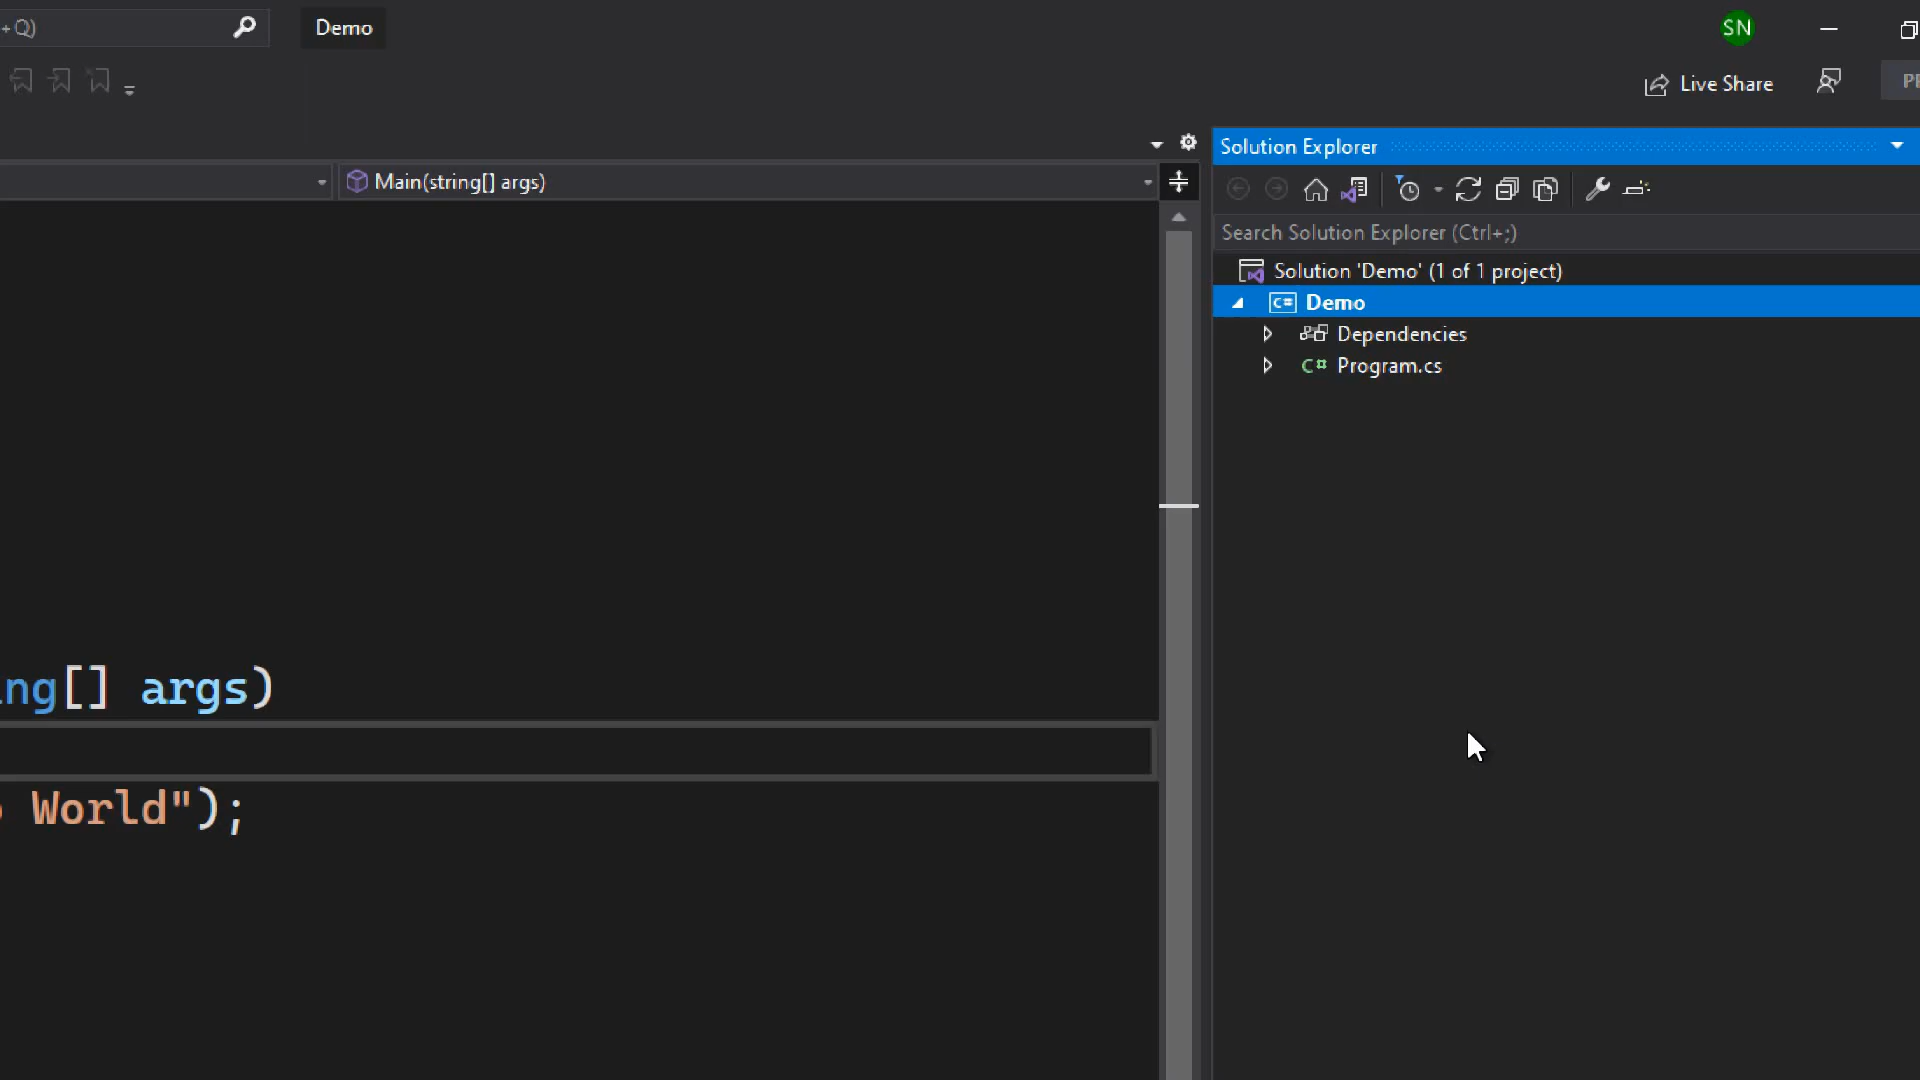 +Q)
Demo
SN
Live Share
Solution Explorer
Main(string[] args)
Search Solution Explorer (Ctrl+;)
Solution 'Demo' (1 of 1 project)
C# Demo
Dependencies
C# Program.cs
ng[] args)
World");